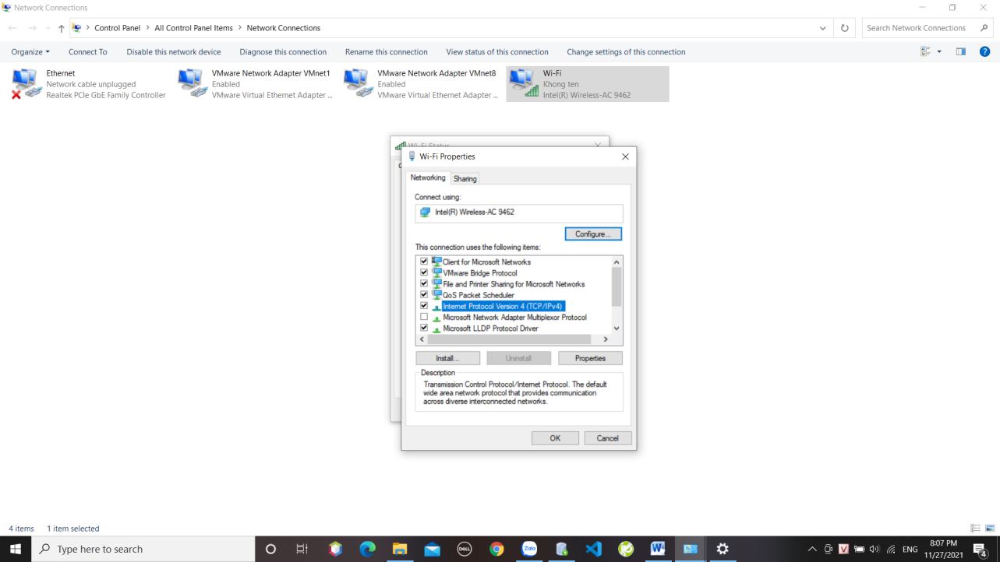 Network Connections
Control Panel > All Control Panel Items > Network Connections
Search Network Connections
Organize
Connect To
Disable this network device
Diagnose this connection
Rename this connection
View status of this connection
Change settings of this connection
Ethernet
Network cable unplugged
Realtek PCIe GbE Family Controller
VMware Network Adapter VMnet1
Enabled
VMware Virtual Ethernet Adapter ...
VMware Network Adapter VMnet8
Enabled
VMware Virtual Ethernet Adapter ...
Wi-Fi
Khong ten
Intel(R) Wireless-AC 9462
Wi-Fi Status
Wi-Fi Properties
Networking
Sharing
Connect using:
Intel(R) Wireless-AC 9462
Configure...
This connection uses the following items:
Client for Microsoft Networks
VMware Bridge Protocol
File and Printer Sharing for Microsoft Networks
QoS Packet Scheduler
Internet Protocol Version 4 (TCP/IPv4)
Microsoft Network Adapter Multiplexor Protocol
Microsoft LLDP Protocol Driver
Install...
Uninstall
Properties
Description
Transmission Control Protocol/Internet Protocol. The default
wide area network protocol that provides communication
across diverse interconnected networks.
OK
Cancel
4 items
1 item selected
Type here to search
DELL
Zalo
W
V
ENG
8:07 PM
11/27/2021
4